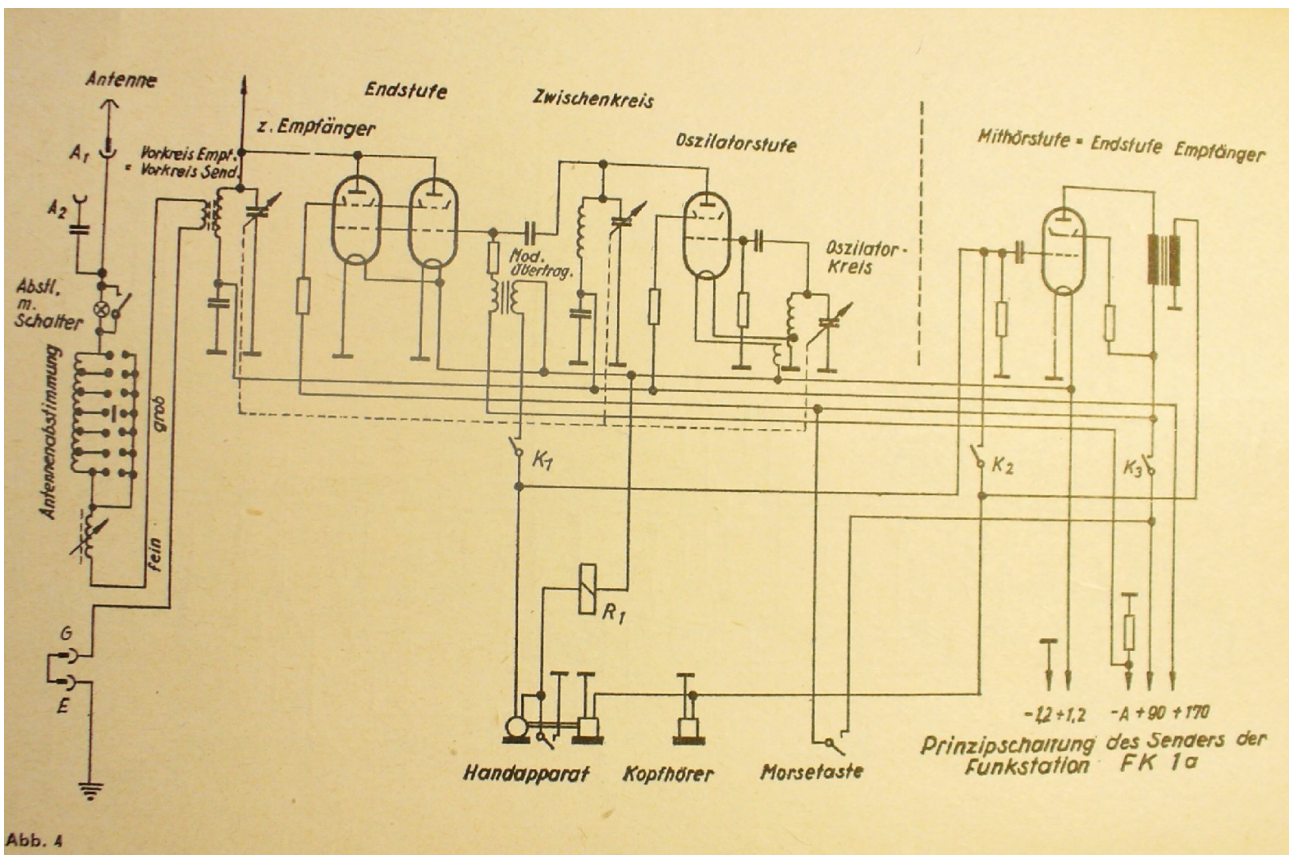 Antenne
A1
A2
Abstl.
m.
Schalter
Antennenabstimmung
grob
fein
G
E
z. Empfänger
Vorkreis Empf.
= Vorkreis Send.
Endstufe
Zwischenkreis
Oszilatorstufe
Mod.
Übertrag.
Oszilator-
Kreis
Mithörstufe = Endstufe Empfänger
K1
K2
K3
R1
Handapparat
Kopfhörer
Morsetaste
-1,2 +1,2 -A +90 +170
Prinzipschaltung des Senders der
Funkstation FK 1a
Abb. 4